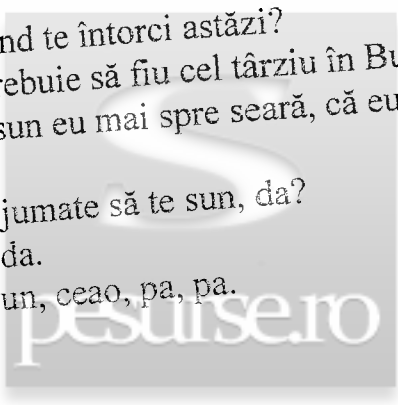 nd te întorci astăzi?
rebuie să fiu cel târziu în Bu
sun eu mai spre seară, că eu
jumate să te sun, da?
da.
un, ceao, pa, pa.
S
pesurse.ro